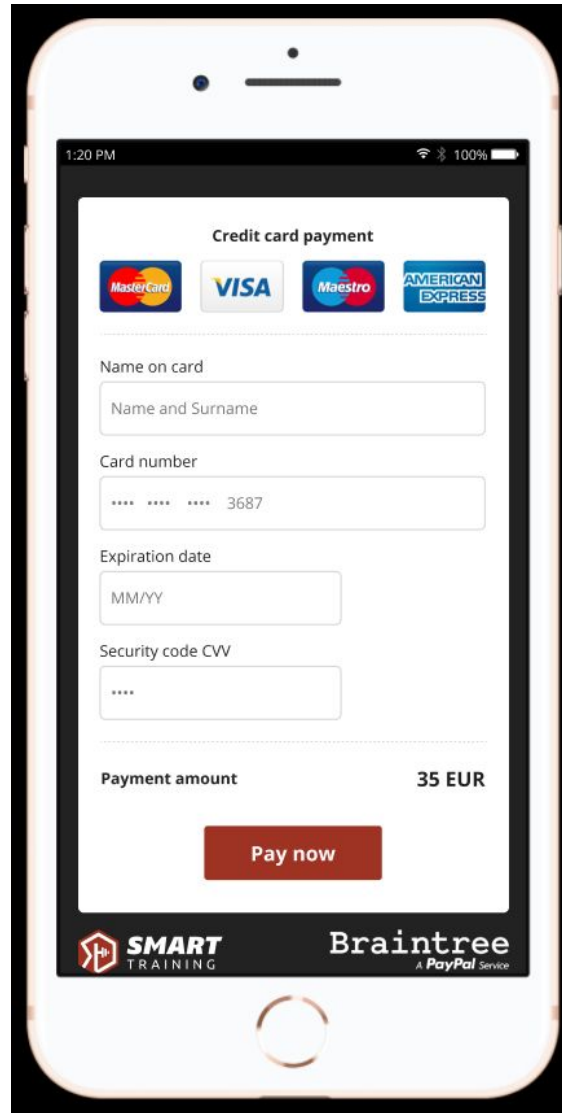 1:20 PM 100%
Credit card payment
MasterCard VISA Maestro AMERICAN EXPRESS
Name on card
Name and Surname
Card number
•••• •••• •••• 3687
Expiration date
MM/YY
Security code CVV
••••
Payment amount 35 EUR
Pay now
SMART TRAINING
Braintree
A PayPal Service